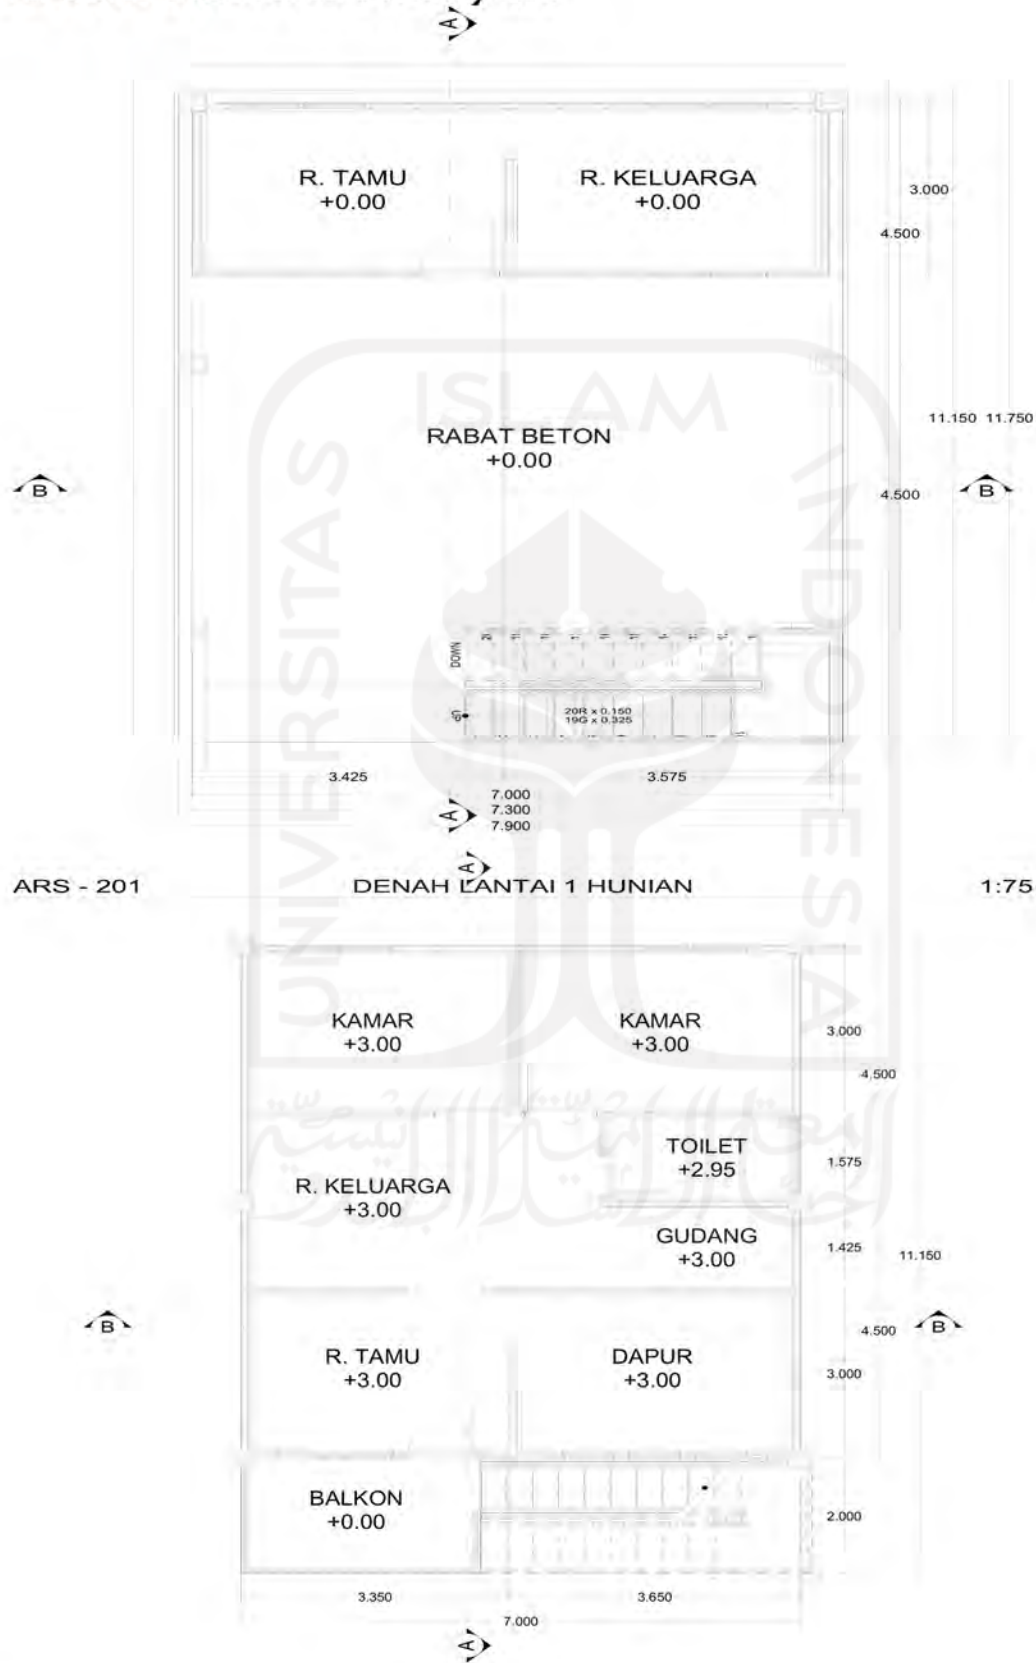 A
R. TAMU
+0.00
R. KELUARGA
+0.00
3.000
4.500
ISLAM
11.150 11.750
RABAT BETON
+0.00
B
B
4.500
UNIVERSITAS
INDONESIA
DOWN
UP
20R x 0.150
19G x 0.325
3.425
3.575
7.000
7.300
7.900
A
A
ARS - 201
DENAH LANTAI 1 HUNIAN
1:75
KAMAR
+3.00
KAMAR
+3.00
3.000
4.500
TOILET
+2.95
1.575
R. KELUARGA
+3.00
GUDANG
+3.00
1.425
11.150
B
B
4.500
R. TAMU
+3.00
DAPUR
+3.00
3.000
BALKON
+0.00
2.000
3.350
3.650
7.000
A